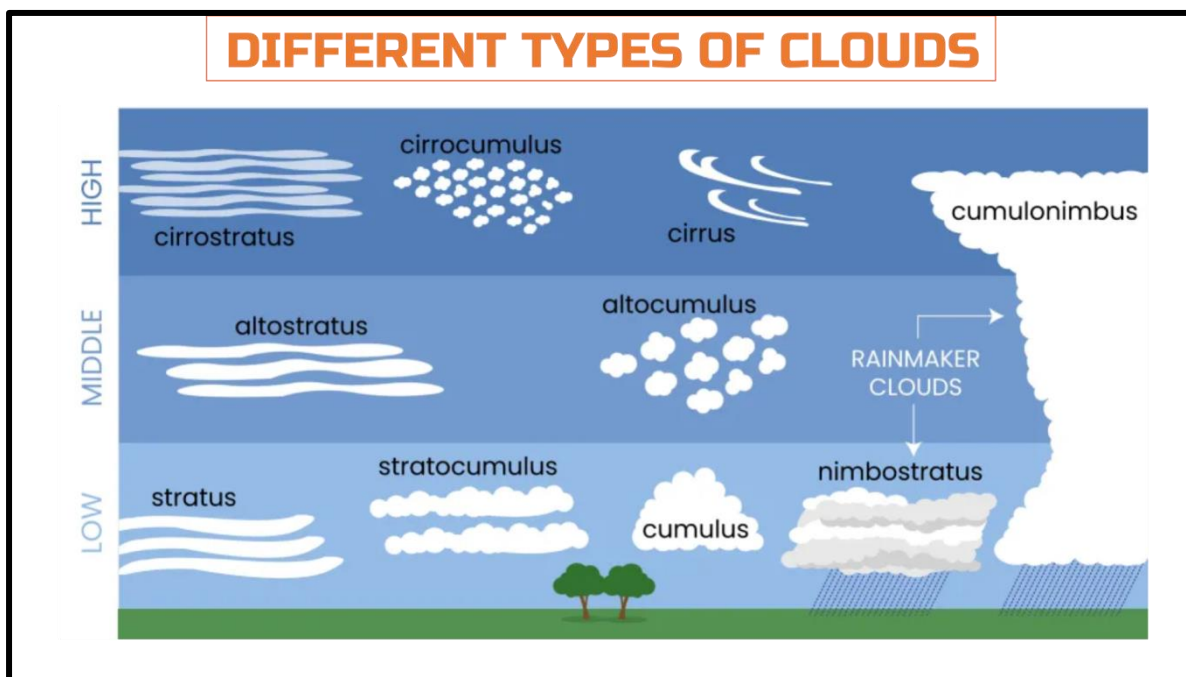 DIFFERENT TYPES OF CLOUDS
HIGH
cirrostratus
cirrocumulus
cirrus
cumulonimbus
MIDDLE
altostratus
altocumulus
RAINMAKER
CLOUDS
LOW
stratus
stratocumulus
cumulus
nimbostratus